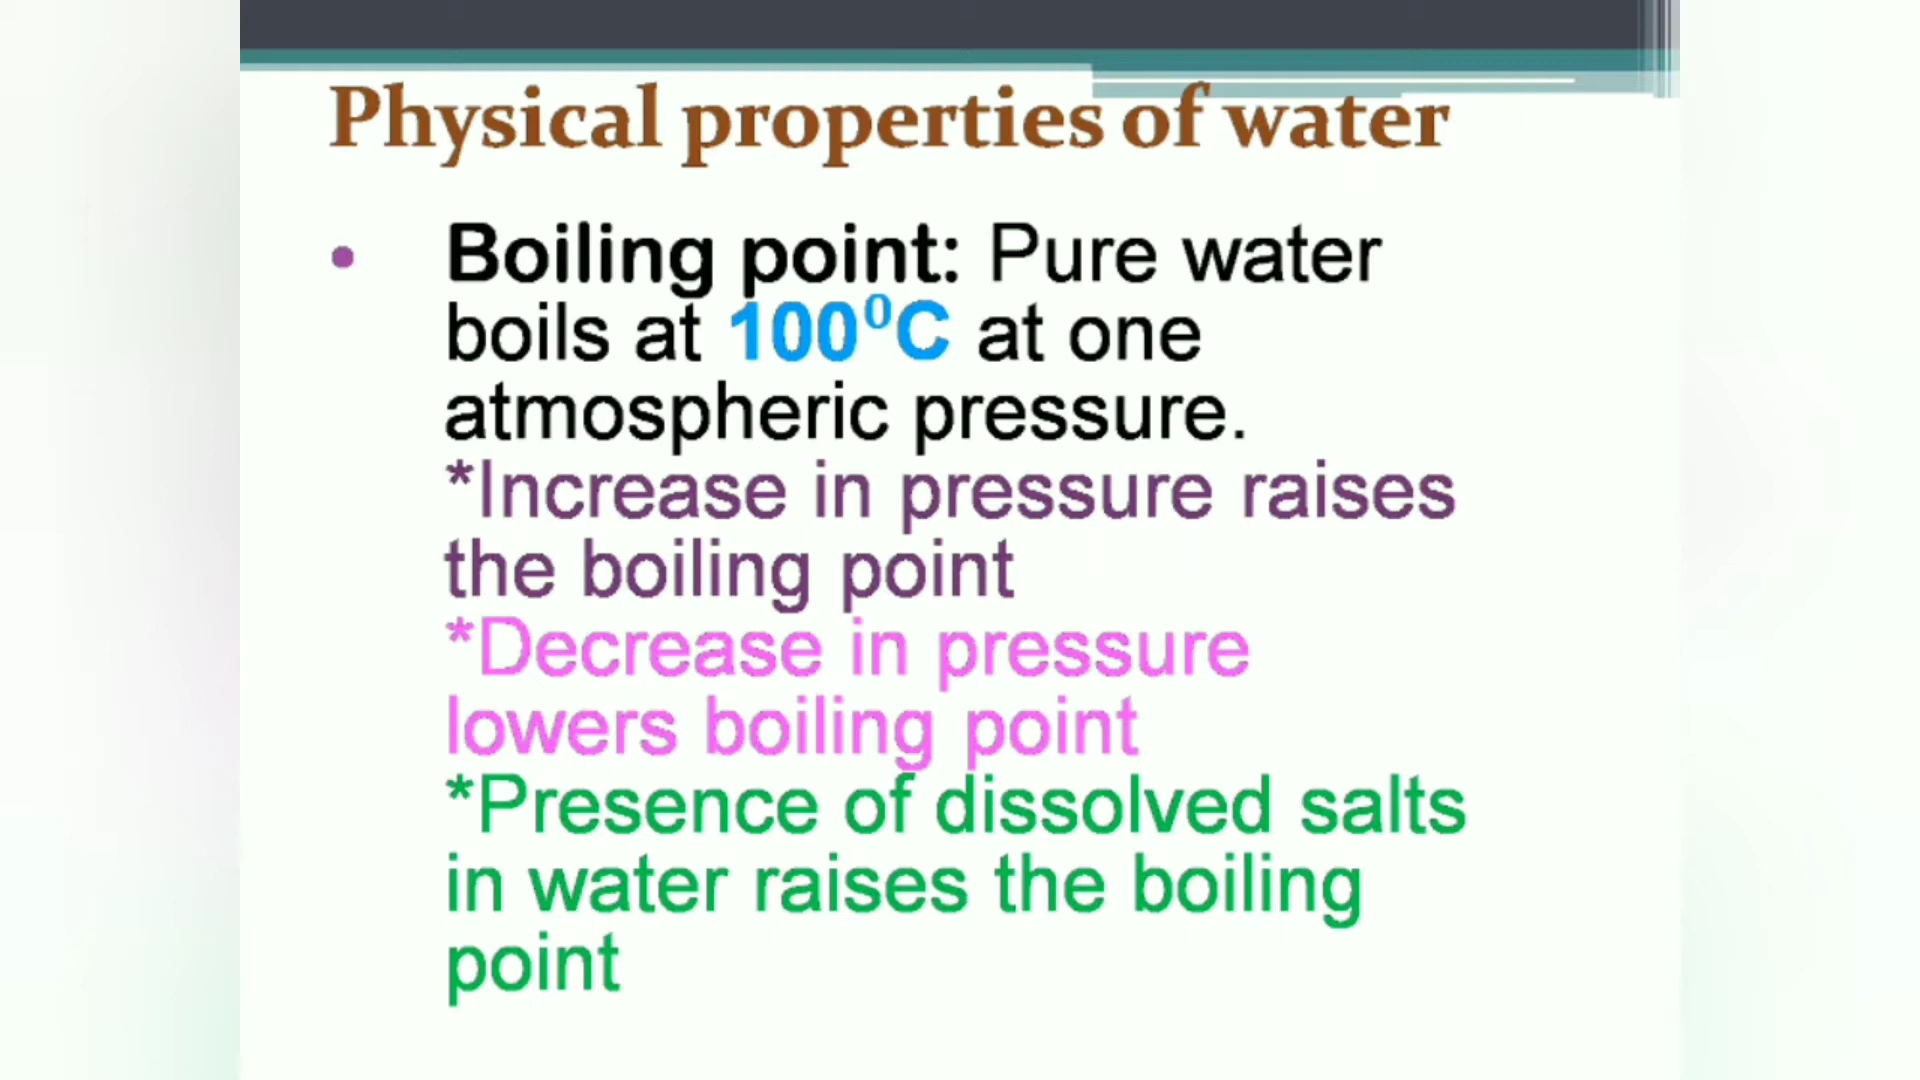 Physical properties of water
• Boiling point: Pure water
boils at 100⁰C at one
atmospheric pressure.
*Increase in pressure raises
the boiling point
*Decrease in pressure
lowers boiling point
*Presence of dissolved salts
in water raises the boiling
point